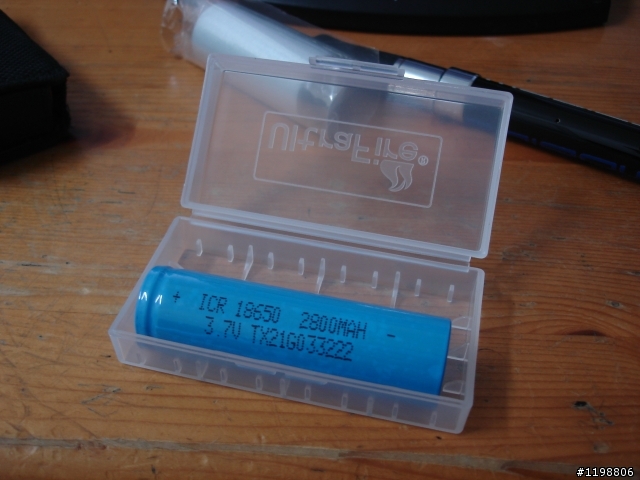 UltraFire®
+ ICR 18650 2800MAH -
3.7V TX21G033222
#1198806